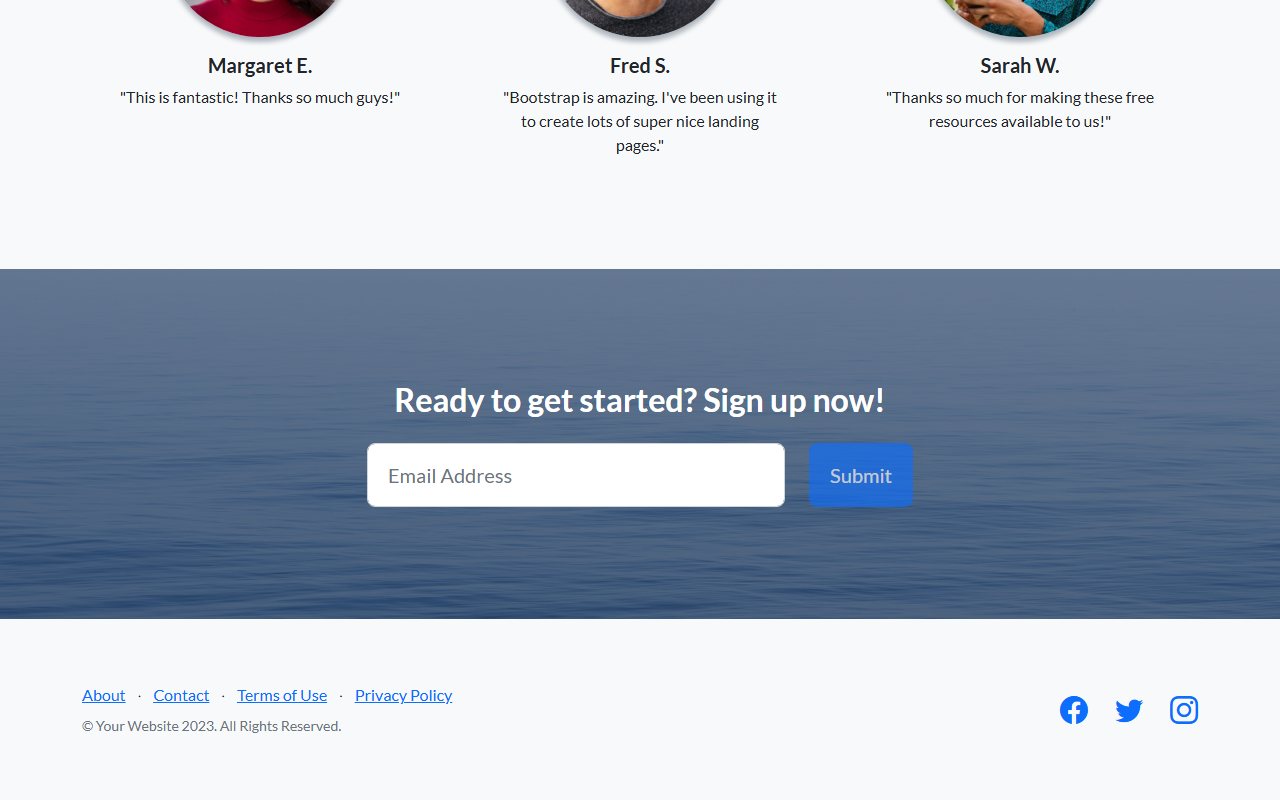 Margaret E.
"This is fantastic! Thanks so much guys!"
Fred S.
"Bootstrap is amazing. I've been using it
to create lots of super nice landing
pages."
Sarah W.
"Thanks so much for making these free
resources available to us!"
Ready to get started? Sign up now!
Email Address
Submit
About · Contact · Terms of Use · Privacy Policy
© Your Website 2023. All Rights Reserved.